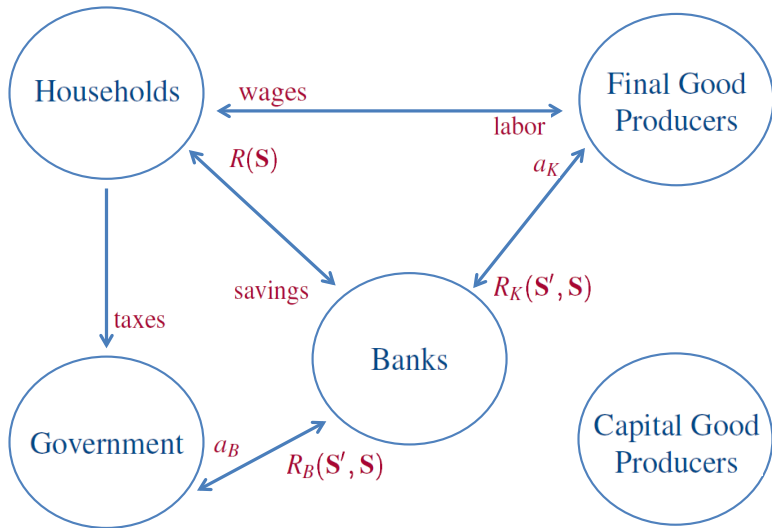 Households
wages
labor
Final Good
Producers
R(S)
a_K
savings
R_K(S′, S)
taxes
Banks
Government
a_B
R_B(S′, S)
Capital Good
Producers